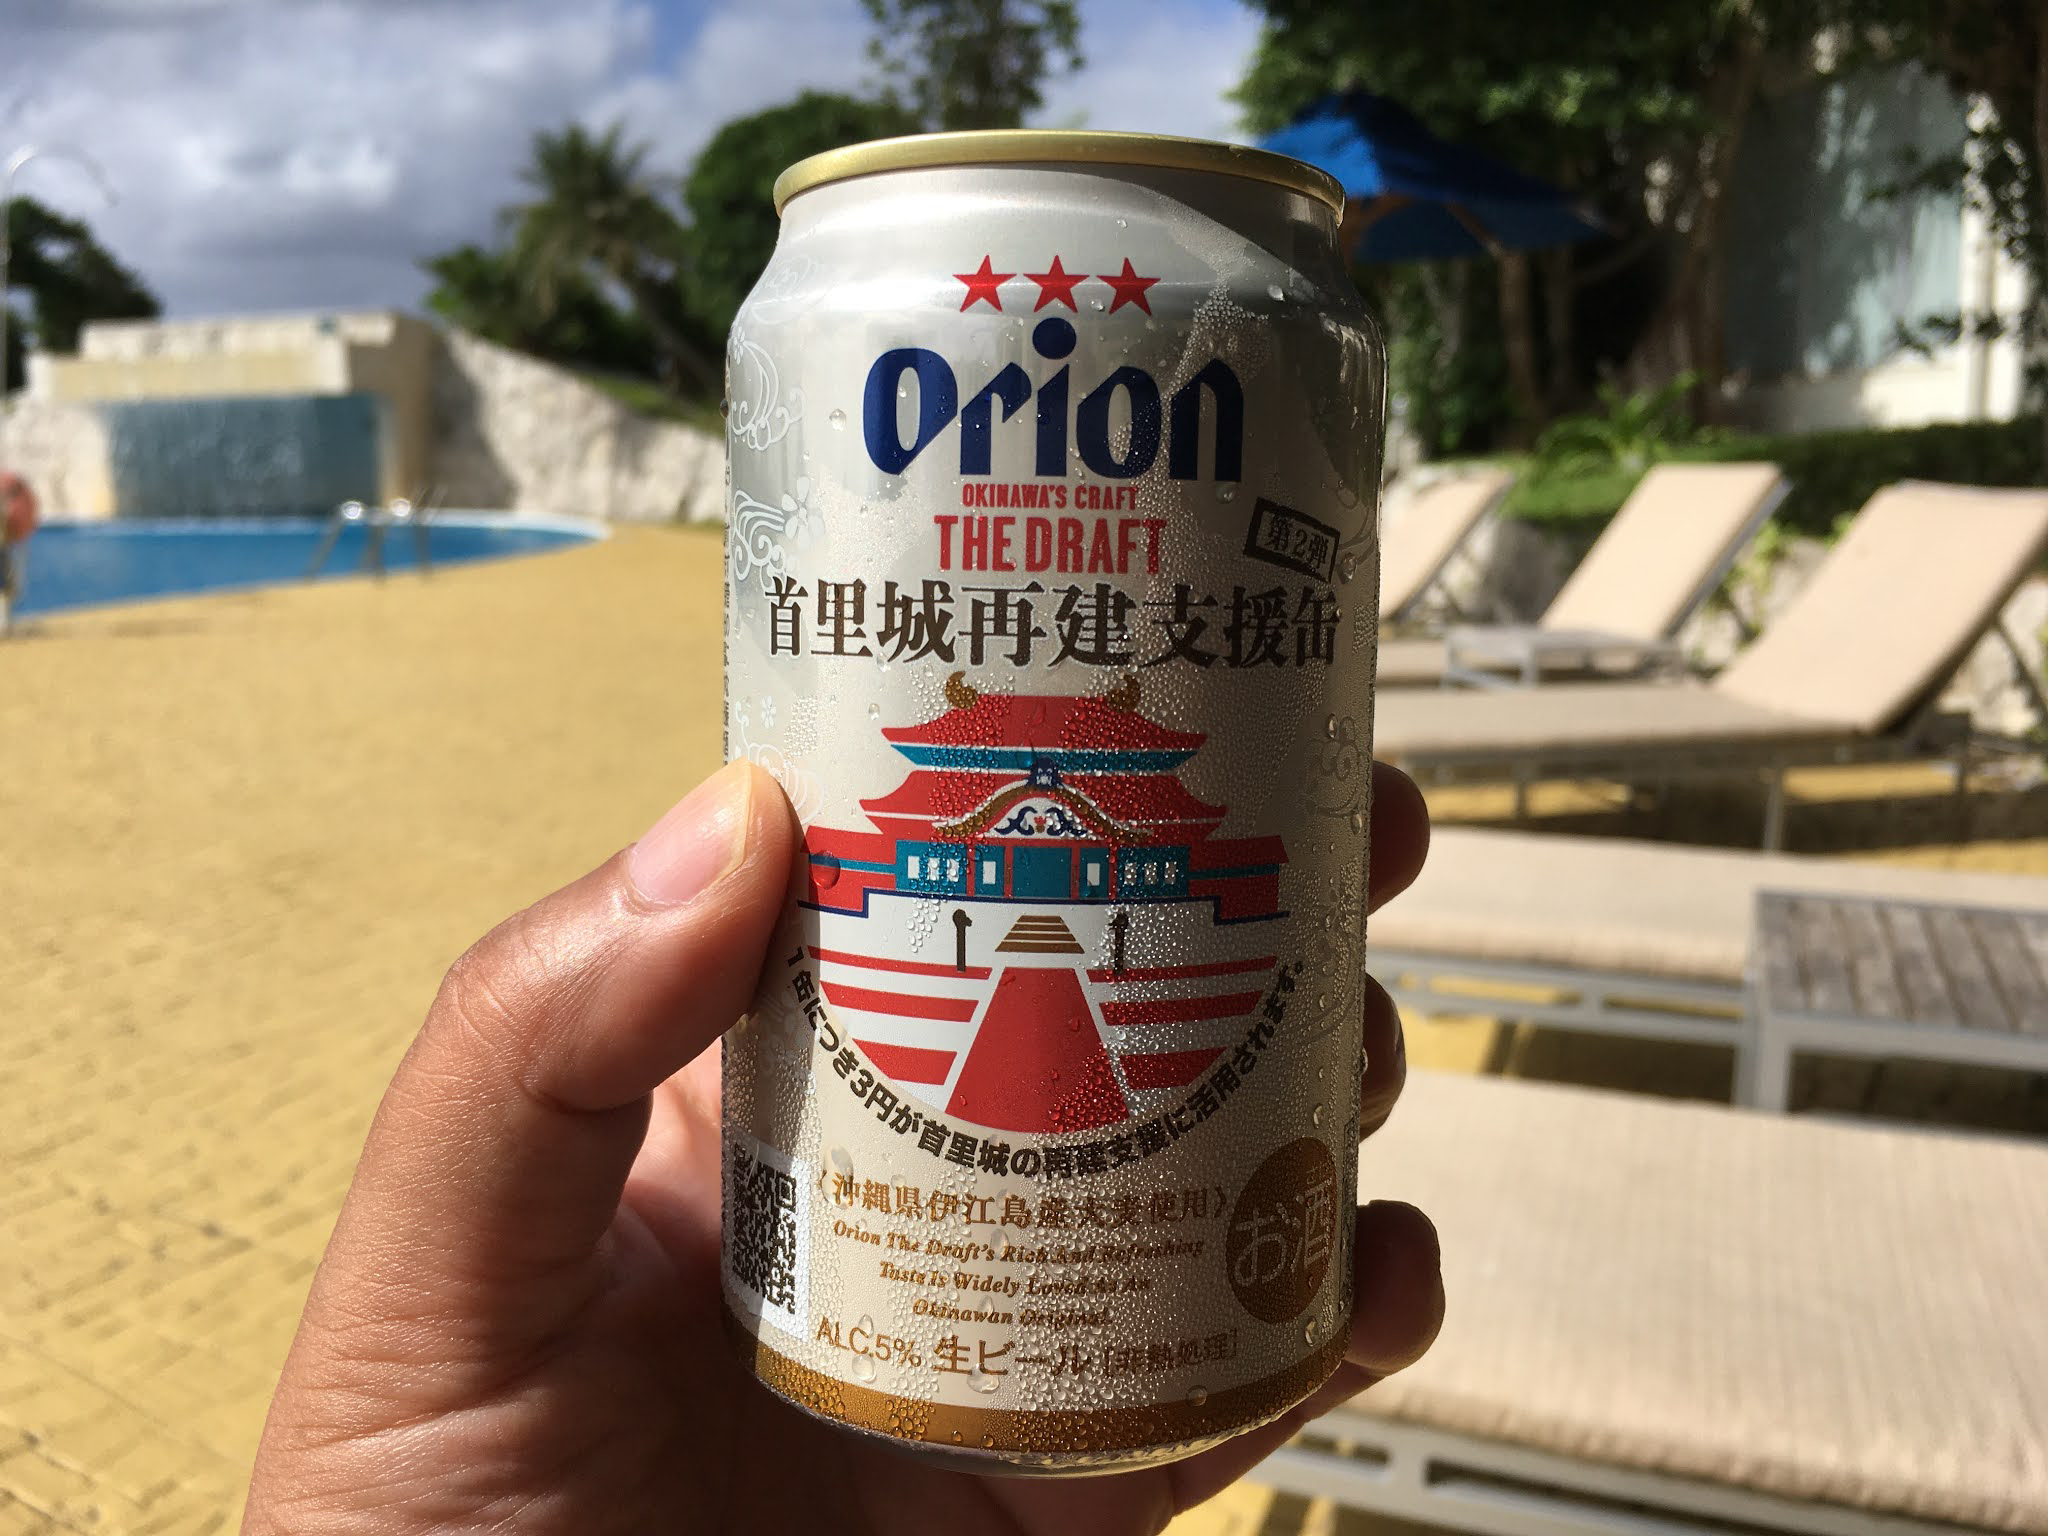 orion
OKINAWA'S CRAFT
THE DRAFT
第2弾
首里城再建支援缶
1缶につき3円が首里城の再建支援に活用されます。
〈沖縄県伊江島産大麦使用〉
Orion The Draft's Rich And Refreshing
Taste Is Widely Loved As An
Okinawan Original.
お酒
ALC.5% 生ビール [非熱処理]